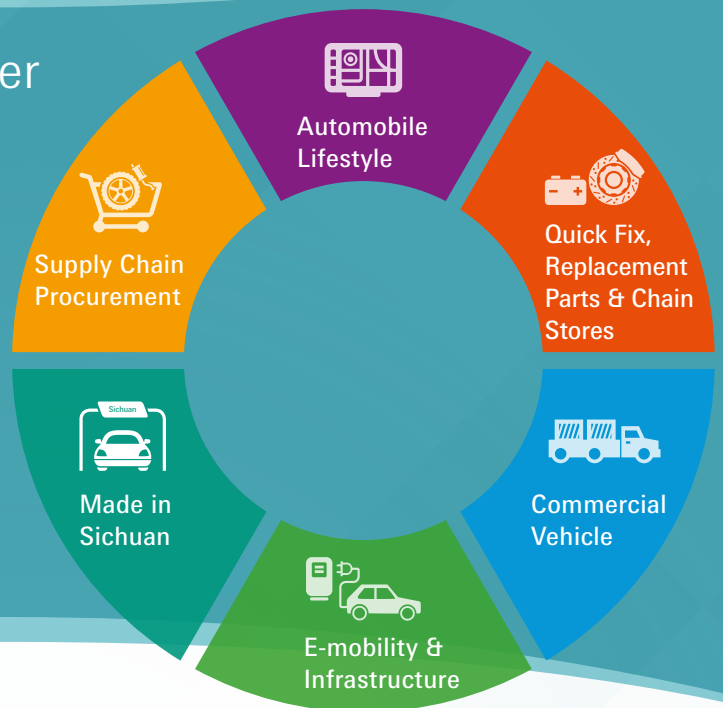 er
Automobile
Lifestyle
Quick Fix,
Replacement
Parts & Chain
Stores
Supply Chain
Procurement
Sichuan
Made in
Sichuan
Commercial
Vehicle
E-mobility &
Infrastructure